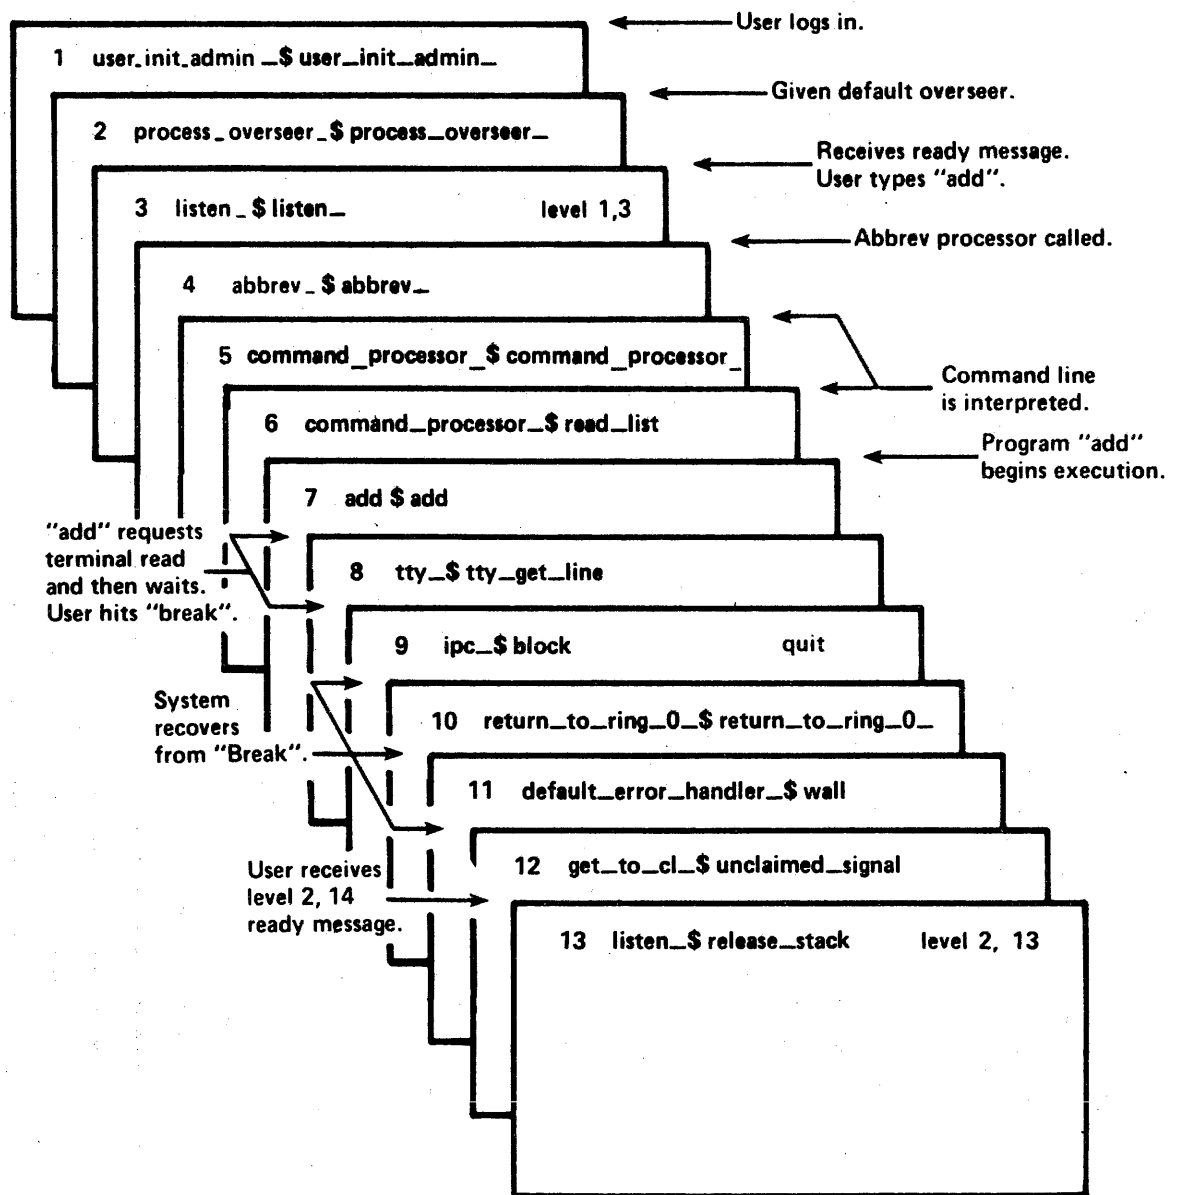 User logs in.
1 user_init_admin_$ user_init_admin_
Given default overseer.
2 process_overseer_$ process_overseer_
Receives ready message.
User types "add".
3 listen_$ listen_ level 1,3
Abbrev processor called.
4 abbrev_$ abbrev_
5 command_processor_$ command_processor_
Command line
is interpreted.
6 command_processor_$ read_list
Program "add"
begins execution.
7 add $ add
"add" requests
terminal read
and then waits.
User hits "break".
8 tty_$ tty_get_line
9 ipc_$ block quit
System
recovers
from "Break".
10 return_to_ring_0_$ return_to_ring_0_
11 default_error_handler_$ wall
User receives
level 2, 14
ready message.
12 get_to_cl_$ unclaimed_signal
13 listen_$ release_stack level 2, 13